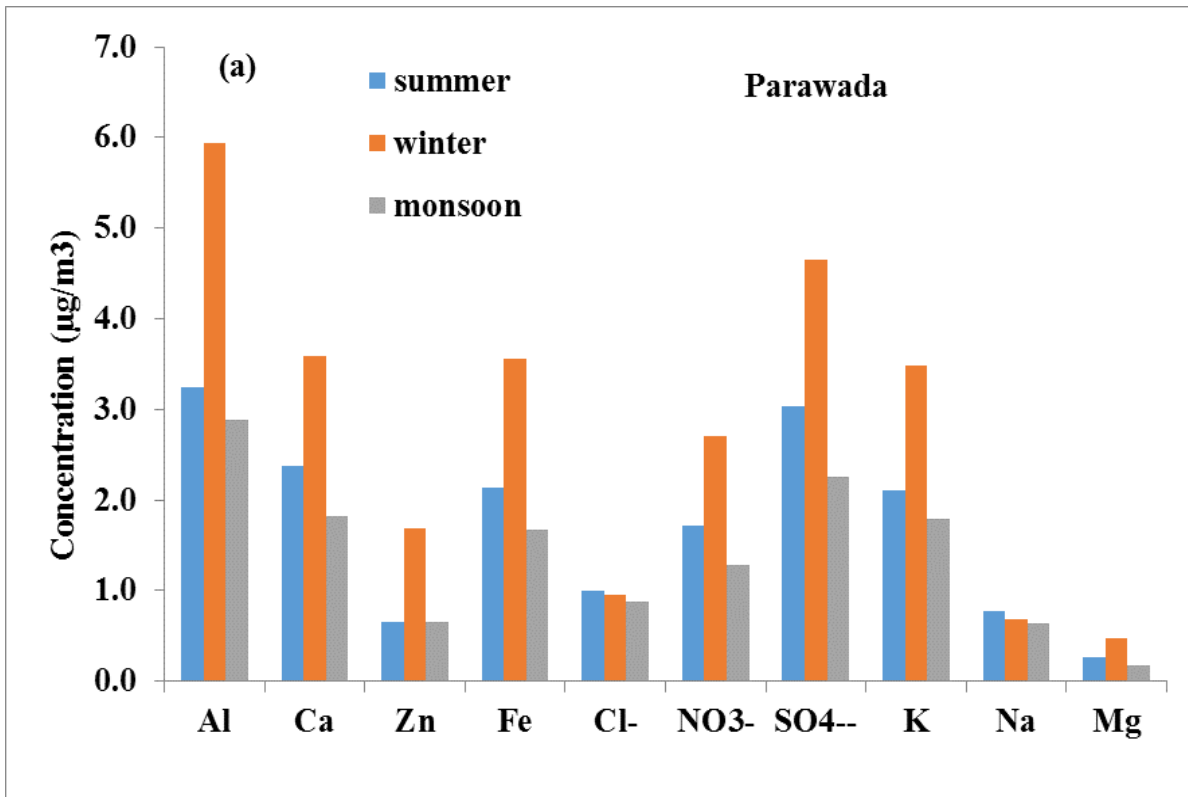 (a)
Parawada
summer
winter
monsoon
Concentration (µg/m3)
7.0
6.0
5.0
4.0
3.0
2.0
1.0
0.0
Al Ca Zn Fe Cl- NO3- SO4-- K Na Mg